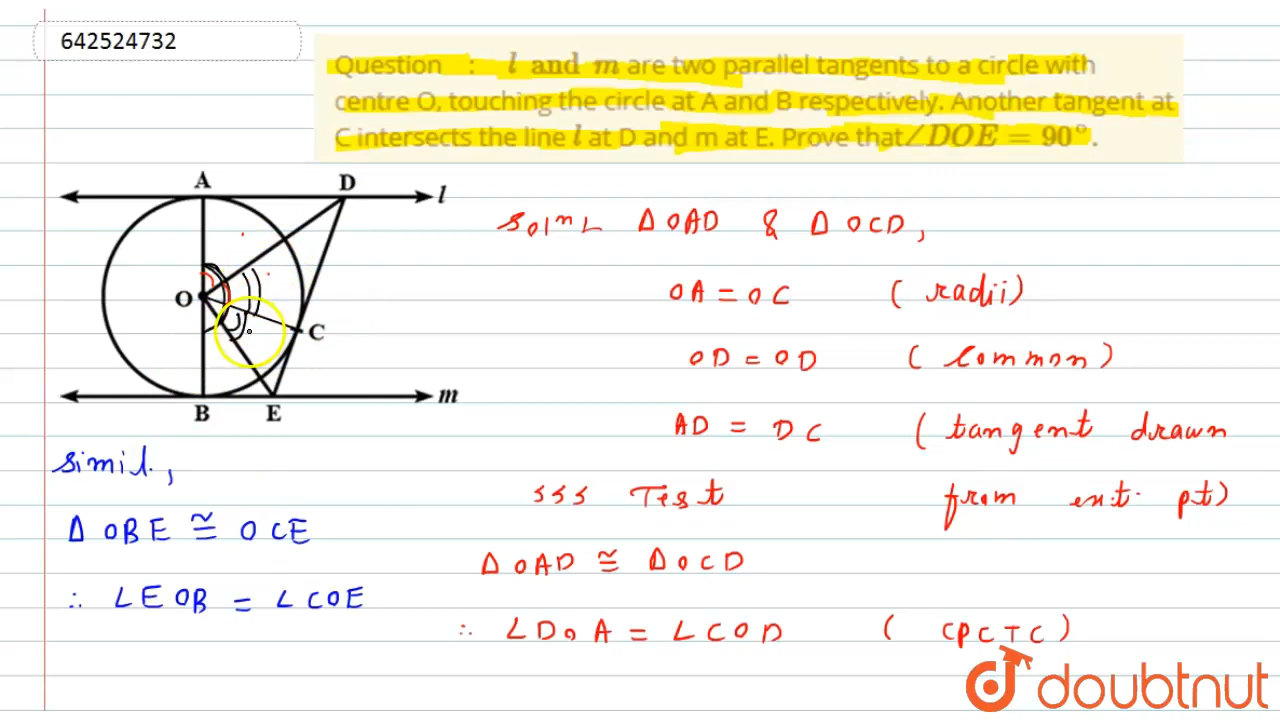 642524732
Question : l and m are two parallel tangents to a circle with
centre O, touching the circle at A and B respectively. Another tangent at
C intersects the line l at D and m at E. Prove that∠DOE = 90°.
A
D
l
O
C
B
E
m
Soln ∟ Δ OAD & Δ OCD,
OA = OC ( radii)
OD = OD ( Common)
AD = DC ( tangent drawn
from ext. pt)
SSS Test
Δ OAD ≅ Δ OCD
∴ ∠DOA = ∠COD ( CPCTC)
Simil.,
Δ OBE ≅ OCE
∴ ∠EOB = ∠COE
doubtnut